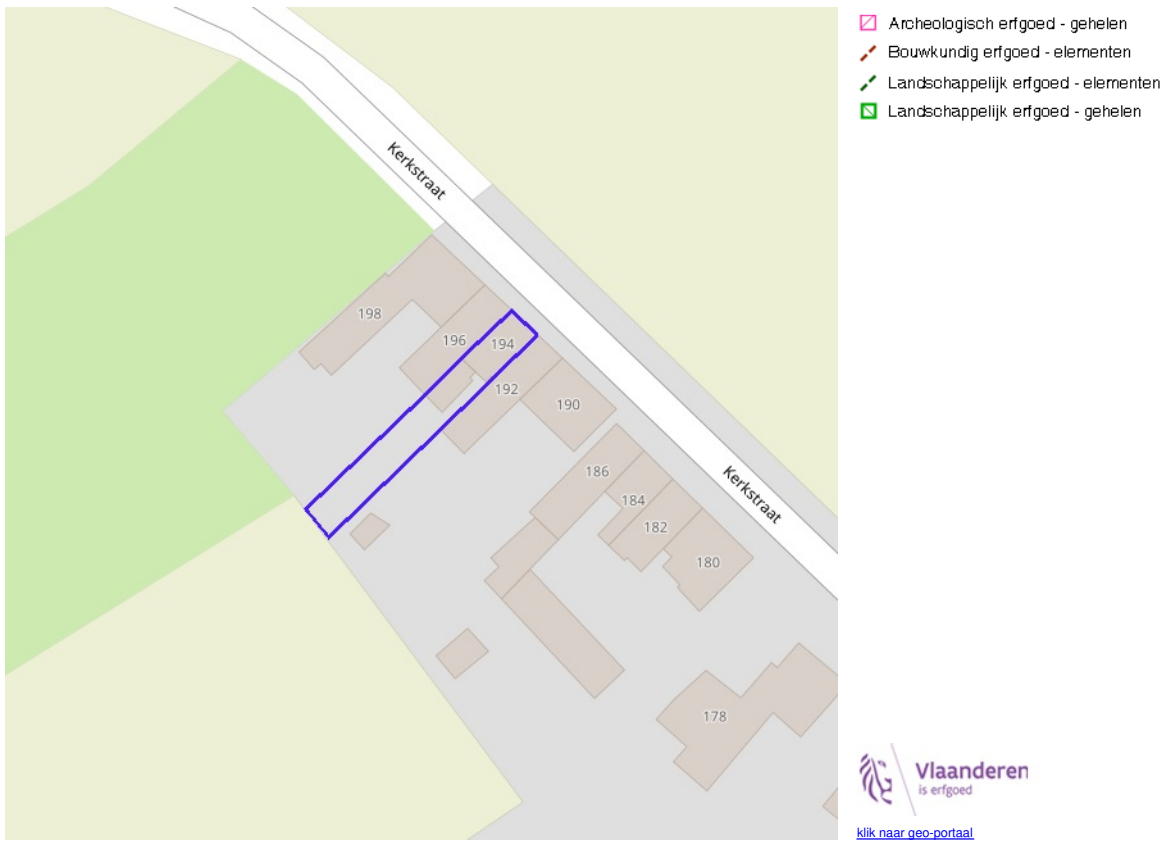 Kerkstraat
198
196
194
192
190
186
184
182
180
178
Kerkstraat
Archeologisch erfgoed - gehelen
Bouwkundig erfgoed - elementen
Landschappelijk erfgoed - elementen
Landschappelijk erfgoed - gehelen
Vlaanderen
is erfgoed
klik naar geo-portaal